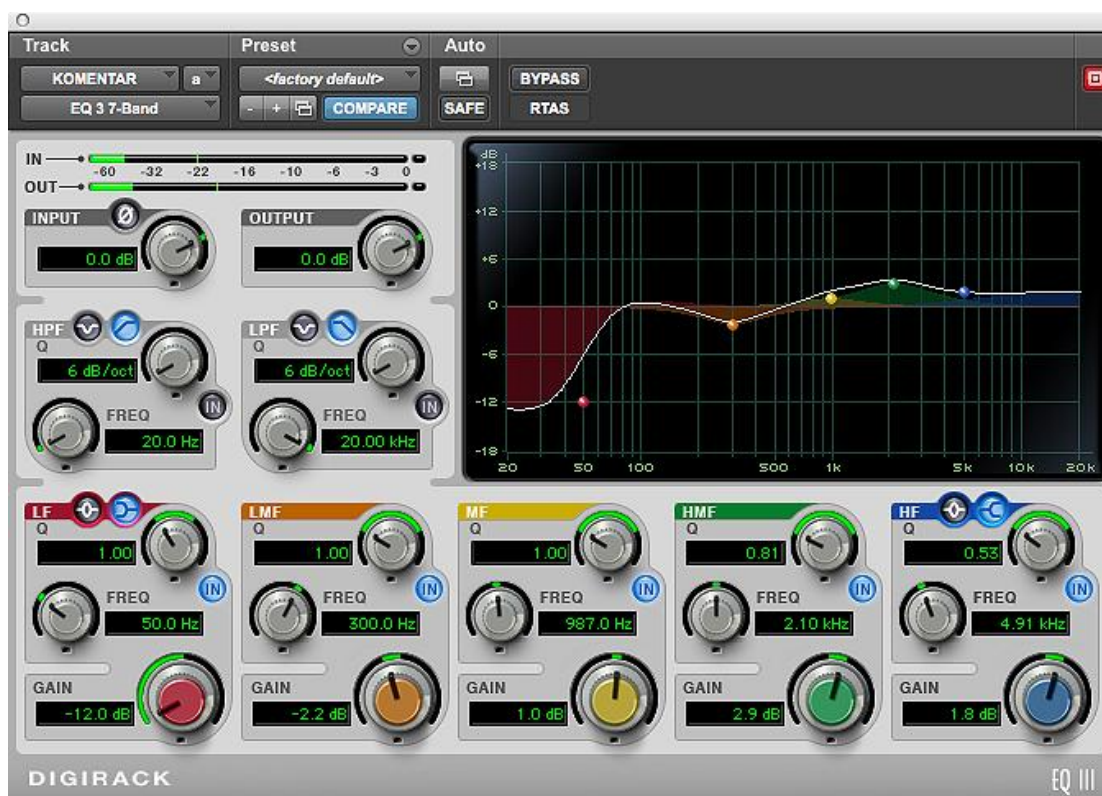 Track Preset Auto
KOMENTAR a <factory default> BYPASS
EQ 3 7-Band - + COMPARE SAFE RTAS
IN
-60 -32 -22 -16 -10 -6 -3 0
OUT
INPUT Ø OUTPUT
0.0 dB 0.0 dB
HPF LPF
Q Q
6 dB/oct 6 dB/oct
IN IN
FREQ FREQ
20.0 Hz 20.00 kHz
dB
+18
+12
+6
0
-6
-12
-18
20 50 100 500 1k 5k 10k 20k
LF LMF MF HMF HF
Q Q Q Q Q
1.00 1.00 1.00 0.81 0.53
IN IN IN IN IN
FREQ FREQ FREQ FREQ FREQ
50.0 Hz 300.0 Hz 987.0 Hz 2.10 kHz 4.91 kHz
GAIN GAIN GAIN GAIN GAIN
-12.0 dB -2.2 dB 1.0 dB 2.9 dB 1.8 dB
DIGIRACK EQ III